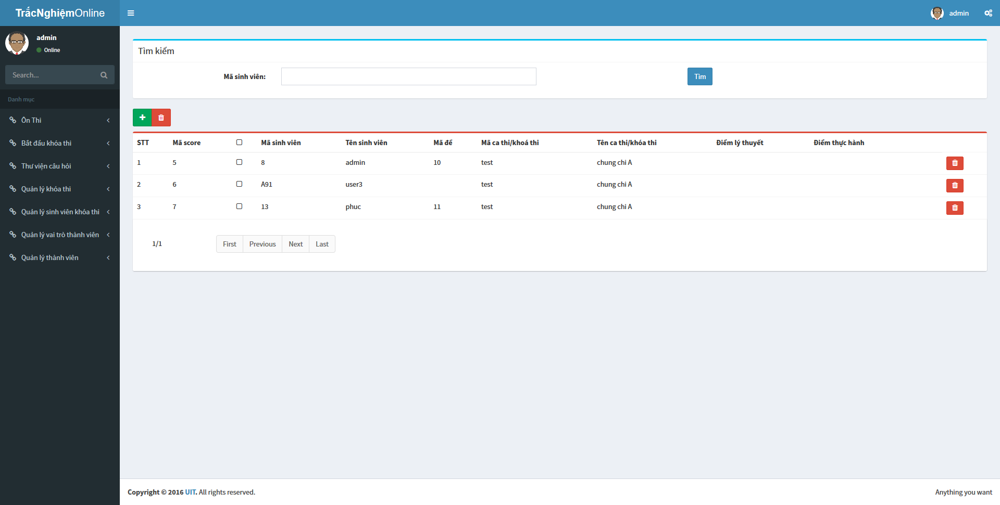 TrắcNghiệmOnline
admin
admin
Online
Search...
Danh mục
Ôn Thi
Bắt đầu khóa thi
Thư viện câu hỏi
Quản lý khóa thi
Quản lý sinh viên khóa thi
Quản lý vai trò thành viên
Quản lý thành viên
Tìm kiếm
Mã sinh viên:
Tìm
STT Mã score Mã sinh viên Tên sinh viên Mã đề Mã ca thi/khoá thi Tên ca thi/khóa thi Điểm lý thuyết Điểm thực hành
1 5 8 admin 10 test chung chi A
2 6 A91 user3 test chung chi A
3 7 13 phuc 11 test chung chi A
1/1 First Previous Next Last
Copyright © 2016 UIT. All rights reserved.
Anything you want